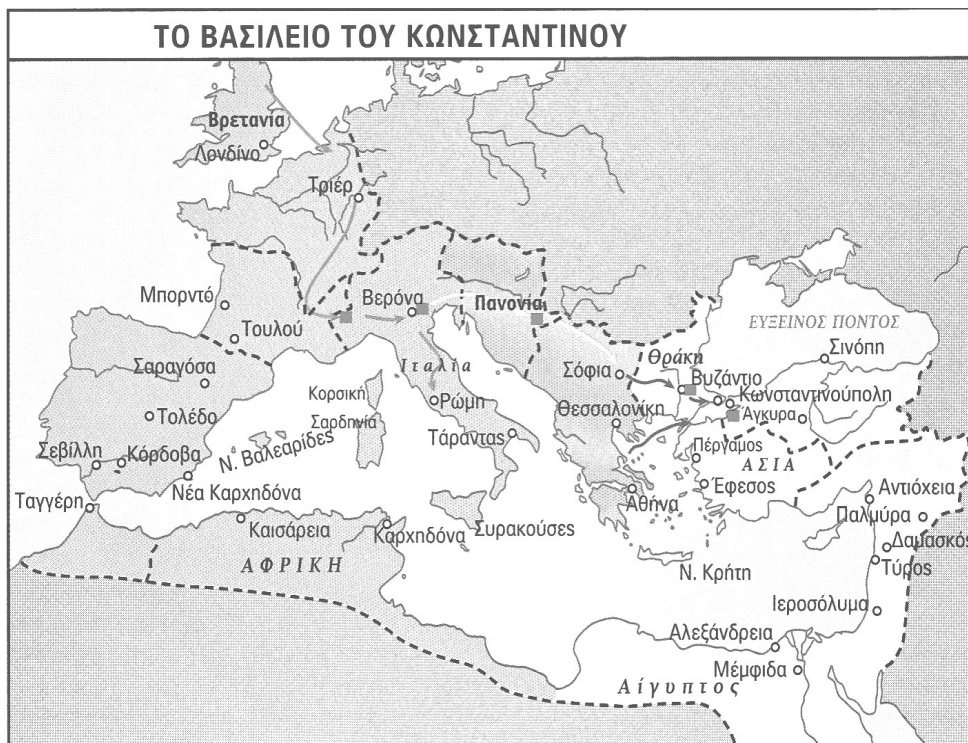 ΤΟ ΒΑΣΙΛΕΙΟ ΤΟΥ ΚΩΝΣΤΑΝΤΙΝΟΥ
Βρετανία
Λονδίνο
Τριέρ
Μπορντό
Τουλού
Βερόνα
Πανονία
ΕΥΞΕΙΝΟΣ ΠΟΝΤΟΣ
Σινόπη
Θράκη
Βυζάντιο
Κωνσταντινούπολη
Άγκυρα
Σόφια
Θεσσαλονίκη
Ιταλία
Σαραγόσα
Κορσική
Σαρδηνία
Ρώμη
Τολέδο
Τάραντας
Πέργαμος
ΑΣΙΑ
Σεβίλλη
Κόρδοβα
Ν. Βαλεαρίδες
Νέα Καρχηδόνα
Έφεσος
Αθήνα
Αντιόχεια
Ταγγέρη
Παλμύρα
Καισάρεια
Καρχηδόνα
Συρακούσες
Δαμασκός
Τύρος
ΑΦΡΙΚΗ
Ν. Κρήτη
Ιεροσόλυμα
Αλεξάνδρεια
Μέμφιδα
Αίγυπτος